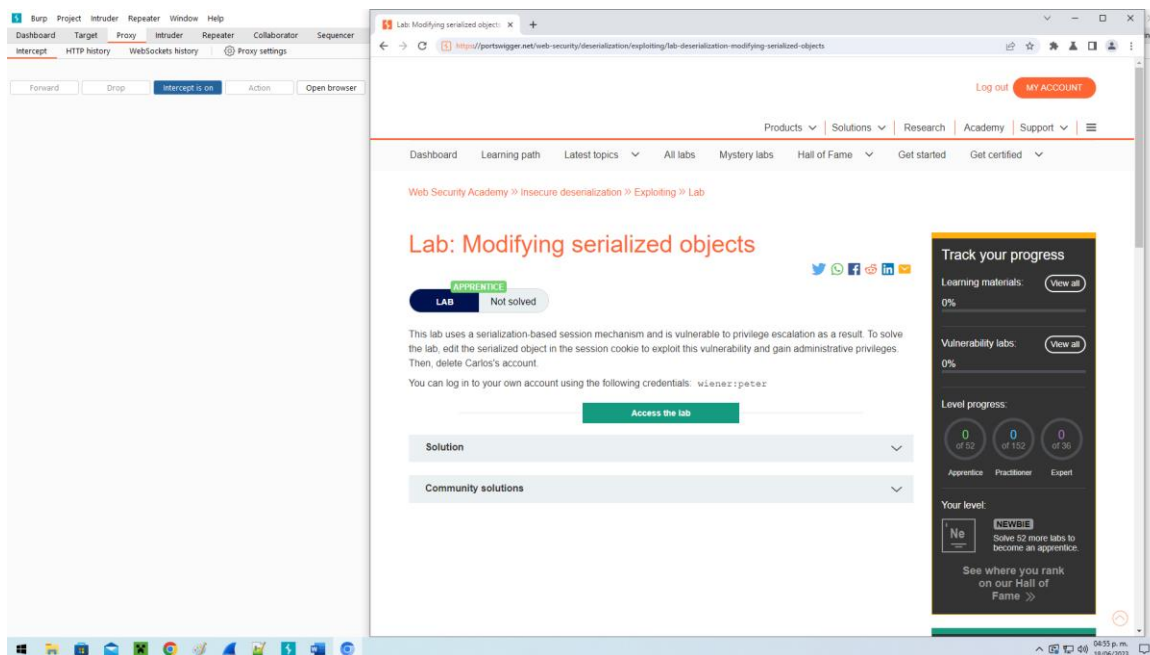 Burp Project Intruder Repeater Window Help
Dashboard Target Proxy Intruder Repeater Collaborator Sequencer
Intercept HTTP history WebSockets history Proxy settings
Forward Drop Intercept is on Action Open browser
Lab: Modifying serialized object
https://portswigger.net/web-security/deserialization/exploiting/lab-deserialization-modifying-serialized-objects
Log out MY ACCOUNT
Products Solutions Research Academy Support
Dashboard Learning path Latest topics All labs Mystery labs Hall of Fame Get started Get certified
Web Security Academy » Insecure deserialization » Exploiting » Lab
Lab: Modifying serialized objects
APPRENTICE
LAB Not solved
This lab uses a serialization-based session mechanism and is vulnerable to privilege escalation as a result. To solve
the lab, edit the serialized object in the session cookie to exploit this vulnerability and gain administrative privileges.
Then, delete Carlos's account.
You can log in to your own account using the following credentials: wiener:peter
Access the lab
Solution
Community solutions
Track your progress
Learning materials: View all
0%
Vulnerability labs: View all
0%
Level progress:
0 of 52
0 of 152
0 of 36
Apprentice Practitioner Expert
Your level:
Ne
NEWBIE
Solve 52 more labs to
become an apprentice.
See where you rank
on our Hall of
Fame »
04:55 p. m.
18/06/2023